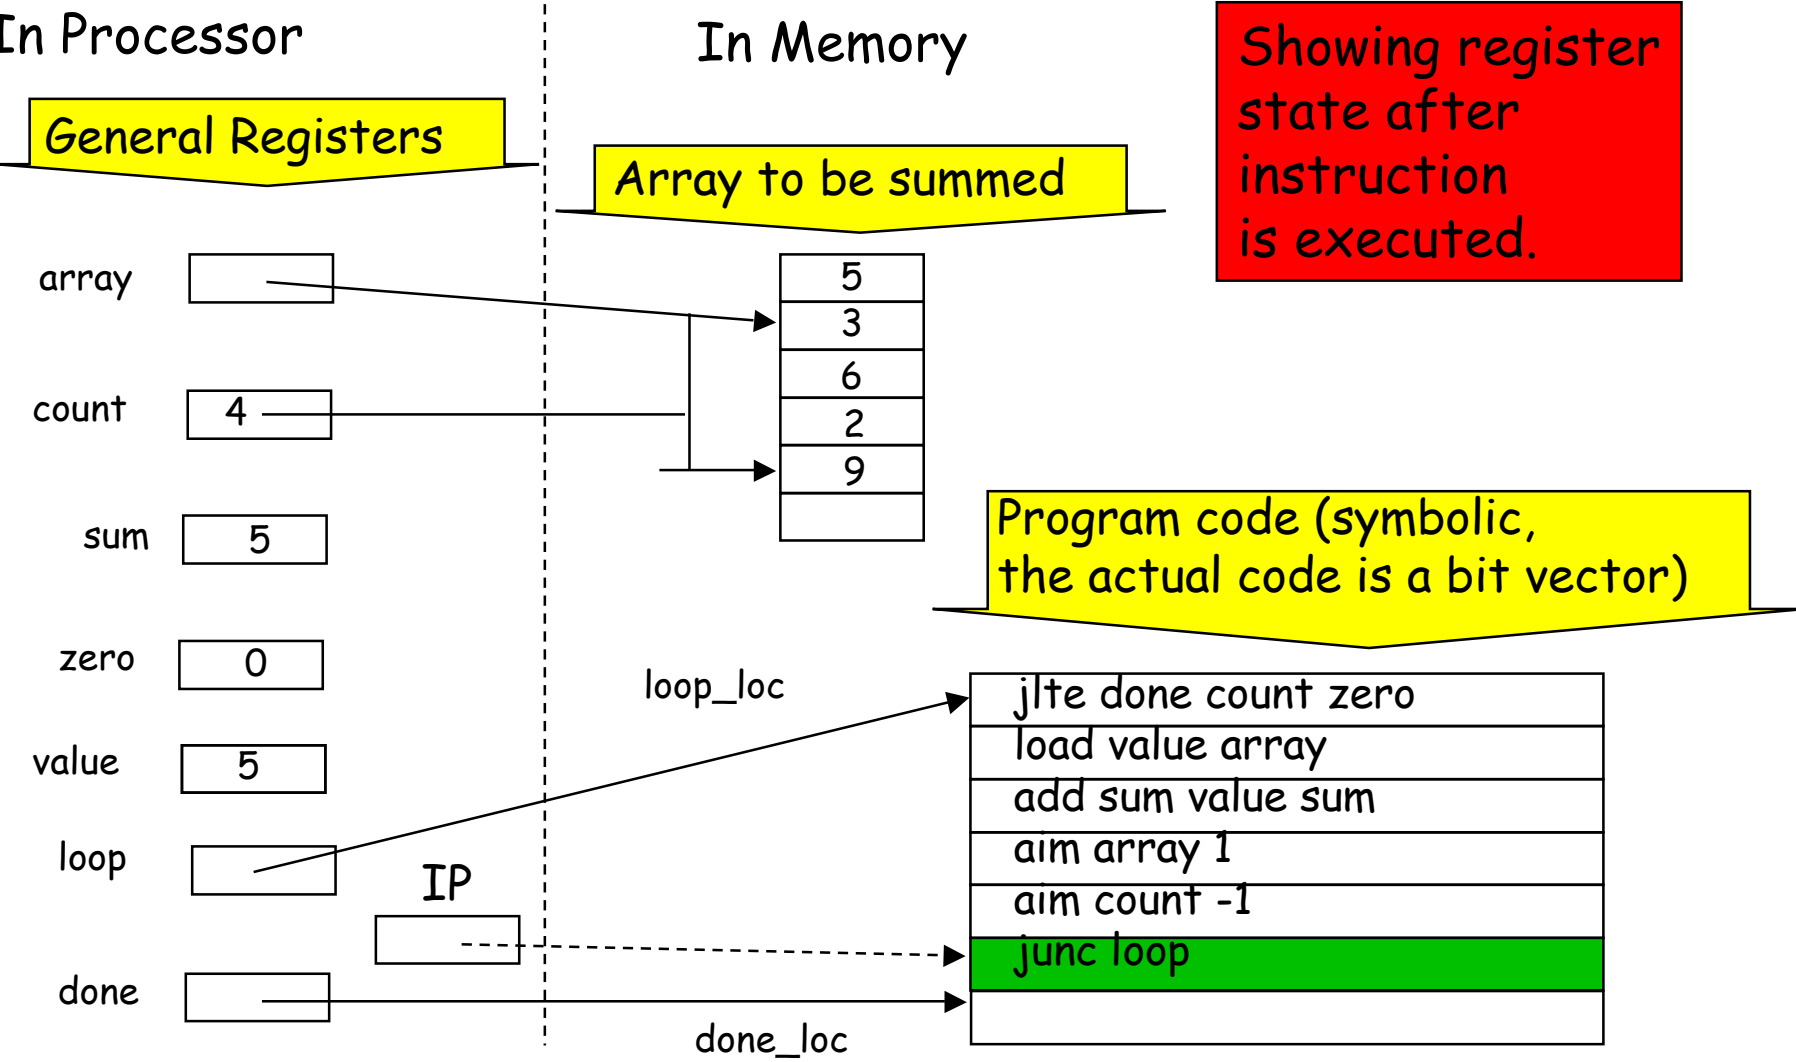 In Processor
In Memory
Showing register
state after
instruction
is executed.
General Registers
Array to be summed
array
5
3
6
2
9
count
4
sum
5
Program code (symbolic,
the actual code is a bit vector)
zero
0
loop_loc
value
5
loop
IP
done
done_loc
jlte done count zero
load value array
add sum value sum
aim array 1
aim count -1
junc loop